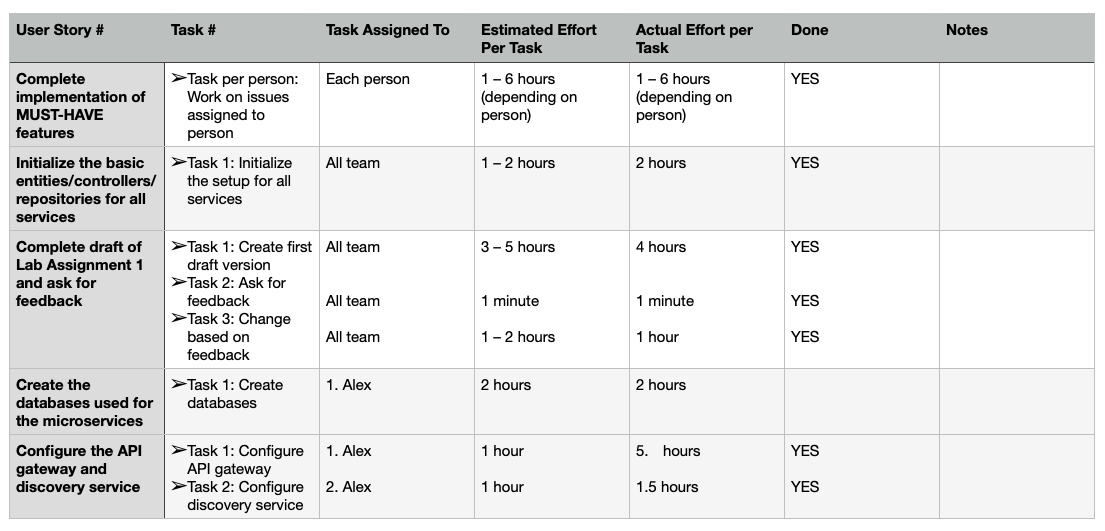 User Story #
Task #
Task Assigned To
Estimated Effort
Per Task
Actual Effort per
Task
Done
Notes
Complete
implementation of
MUST-HAVE
features
➢Task per person:
Work on issues
assigned to
person
Each person
1 – 6 hours
(depending on
person)
1 – 6 hours
(depending on
person)
YES
Initialize the basic
entities/controllers/
repositories for all
services
➢Task 1: Initialize
the setup for all
services
All team
1 – 2 hours
2 hours
YES
Complete draft of
Lab Assignment 1
and ask for
feedback
➢Task 1: Create first
draft version
➢Task 2: Ask for
feedback
➢Task 3: Change
based on
feedback
All team
All team
All team
3 – 5 hours
1 minute
1 – 2 hours
4 hours
1 minute
1 hour
YES
YES
YES
Create the
databases used for
the microservices
➢Task 1: Create
databases
1. Alex
2 hours
2 hours
Configure the API
gateway and
discovery service
➢Task 1: Configure
API gateway
➢Task 2: Configure
discovery service
1. Alex
2. Alex
1 hour
1 hour
5. hours
1.5 hours
YES
YES